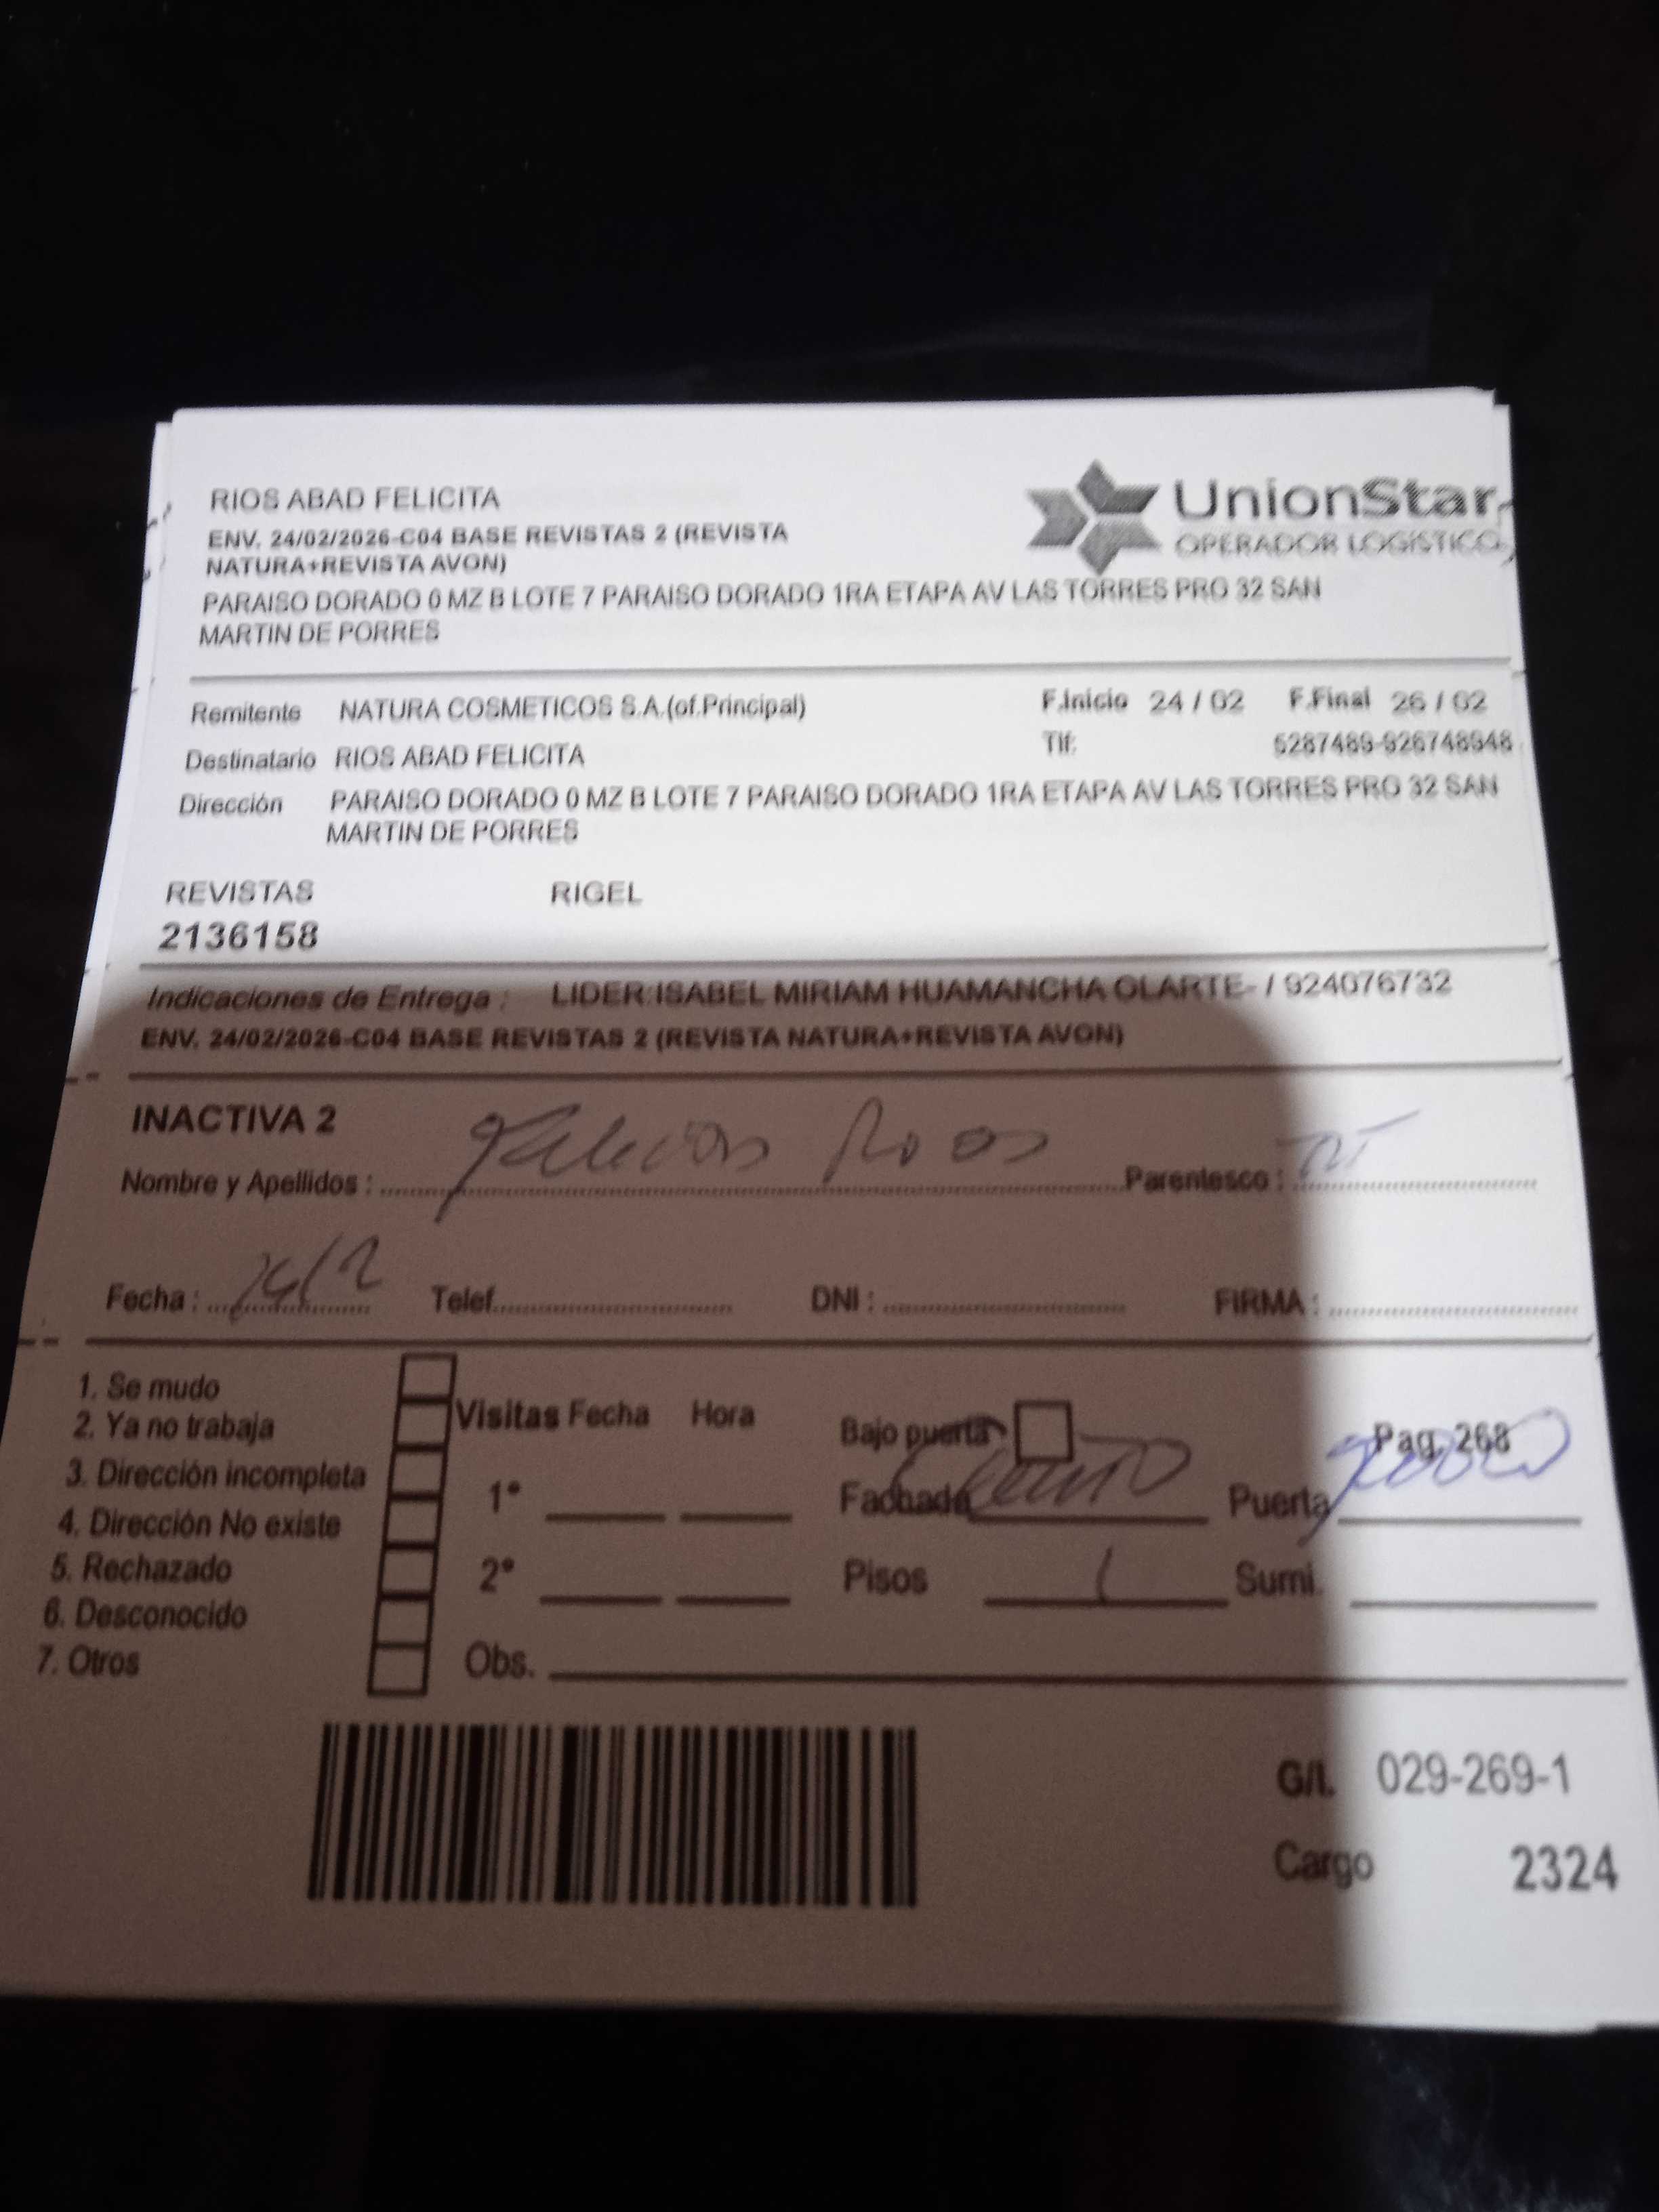 RIOS ABAD FELICITA
UnionStar
OPERADOR LOGISTICO
ENV. 24/02/2026-C04 BASE REVISTAS 2 (REVISTA
NATURA+REVISTA AVON)
PARAISO DORADO 0 MZ B LOTE 7 PARAISO DORADO 1RA ETAPA AV LAS TORRES PRO 32 SAN
MARTIN DE PORRES
Remitente NATURA COSMETICOS S.A.(of.Principal) F.Inicio 24 / 02 F.Final 26 / 02
Destinatario RIOS ABAD FELICITA Tlf: 5287489-926748948
Dirección PARAISO DORADO 0 MZ B LOTE 7 PARAISO DORADO 1RA ETAPA AV LAS TORRES PRO 32 SAN
MARTIN DE PORRES
REVISTAS RIGEL
2136158
Indicaciones de Entrega : LIDER:ISABEL MIRIAM HUAMANCHA OLARTE- / 924076732
ENV. 24/02/2026-C04 BASE REVISTAS 2 (REVISTA NATURA+REVISTA AVON)
INACTIVA 2
Nombre y Apellidos : Parentesco : TIT
Fecha : Telef. DNI : FIRMA :
1. Se mudo
2. Ya no trabaja
3. Dirección incompleta
4. Dirección No existe
5. Rechazado
6. Desconocido
7. Otros
Visitas Fecha Hora
1°
2°
Obs.
Bajo puerta Pag. 268
Fachada Puerta
Pisos 1 Sumi.
G/I. 029-269-1
Cargo 2324